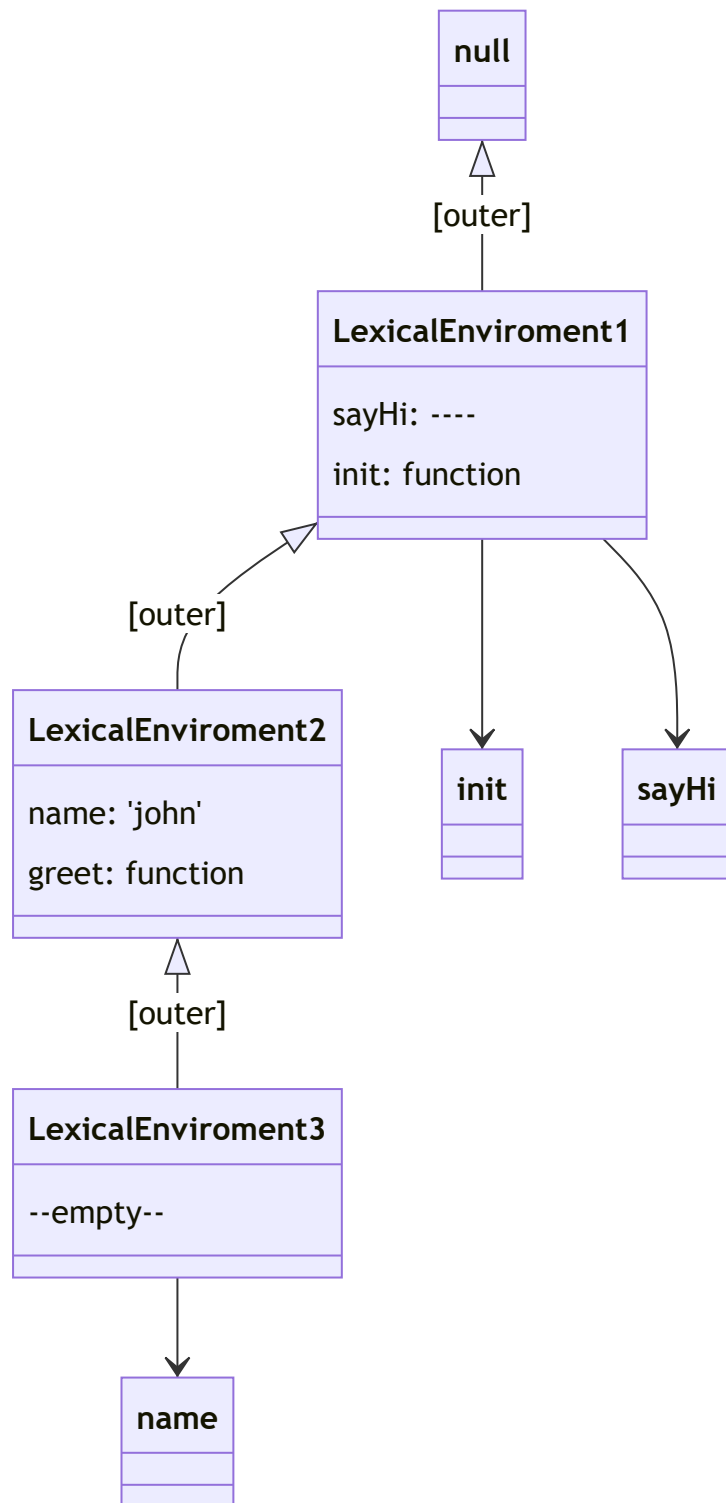 null
[outer]
LexicalEnviroment1
sayHi: ----
init: function
[outer]
LexicalEnviroment2
name: 'john'
greet: function
init
sayHi
[outer]
LexicalEnviroment3
--empty--
name